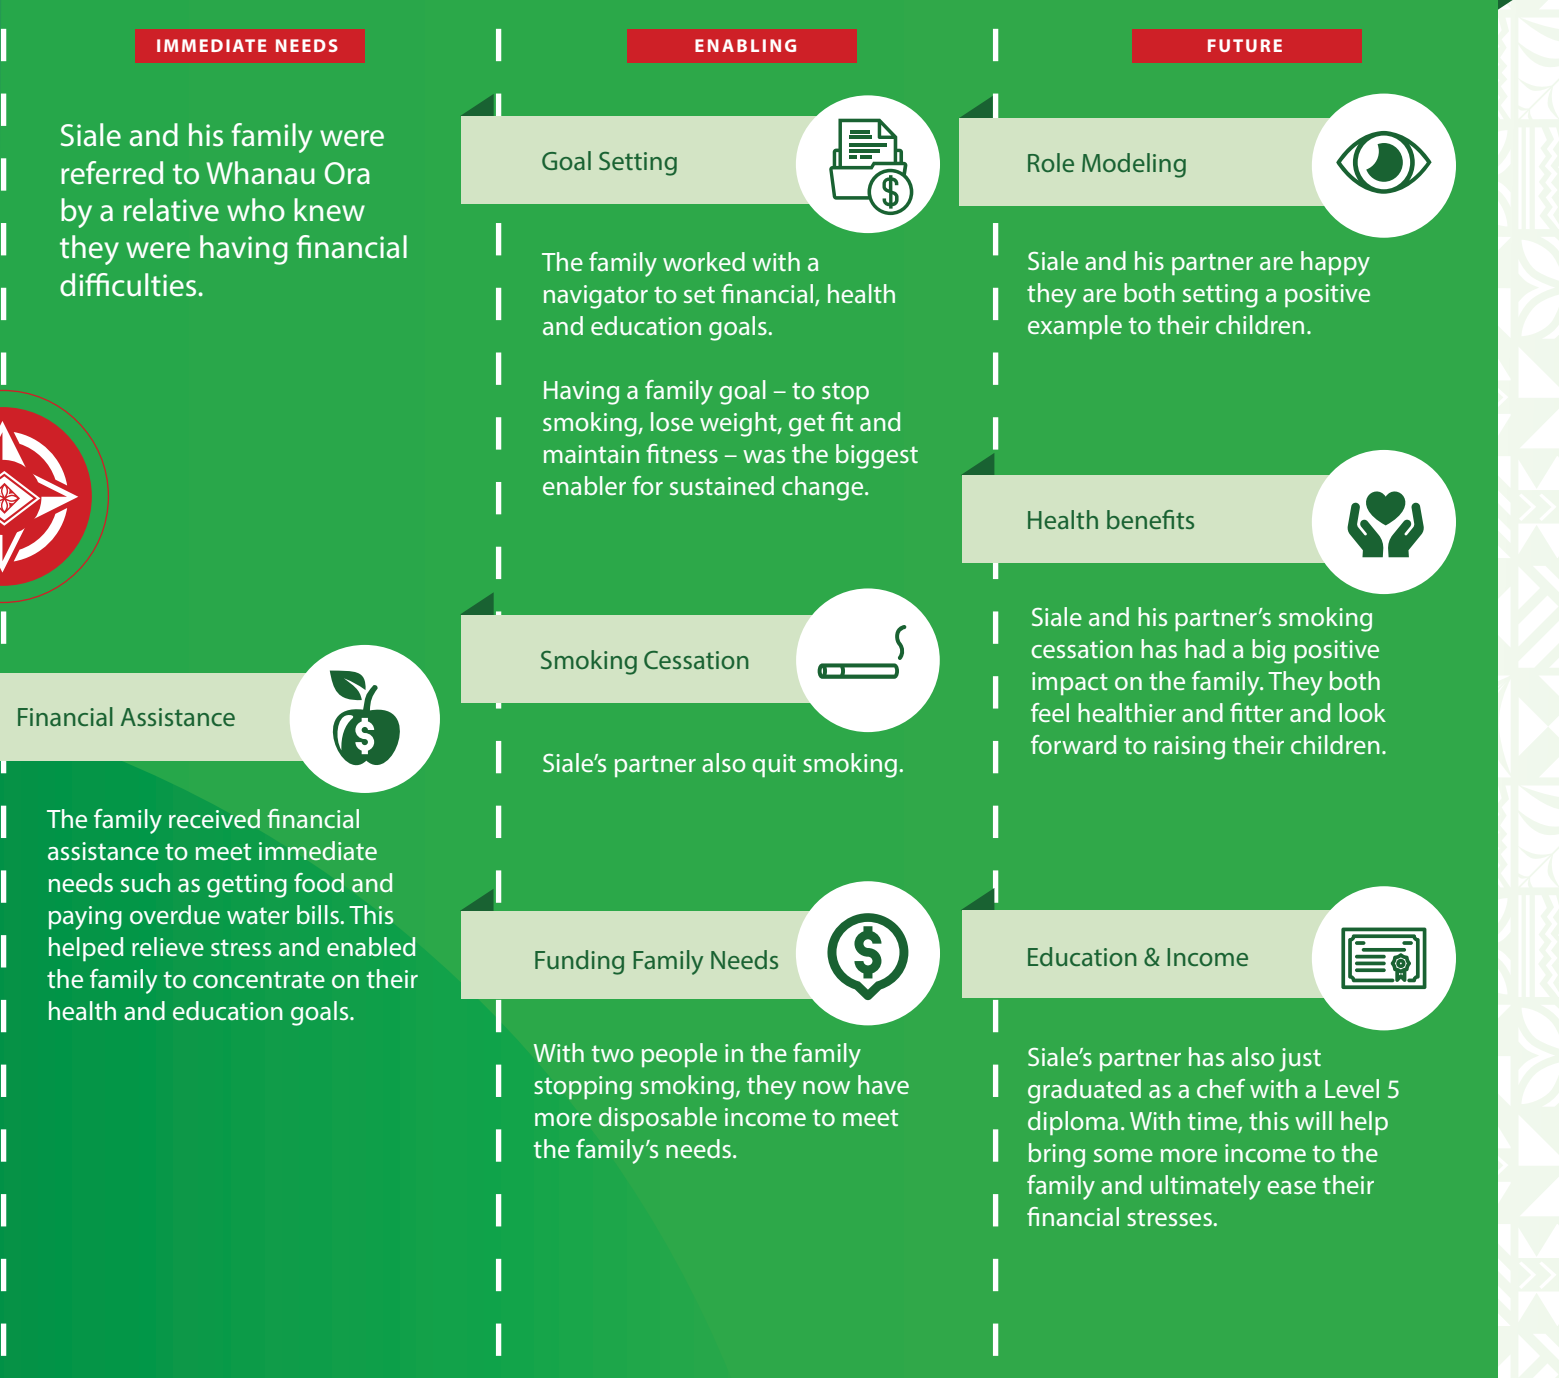 IMMEDIATE NEEDS
Siale and his family were
referred to Whanau Ora
by a relative who knew
they were having financial
difficulties.
Financial Assistance
The family received financial
assistance to meet immediate
needs such as getting food and
paying overdue water bills. This
helped relieve stress and enabled
the family to concentrate on their
health and education goals.
ENABLING
Goal Setting
The family worked with a
navigator to set financial, health
and education goals.
Having a family goal – to stop
smoking, lose weight, get fit and
maintain fitness – was the biggest
enabler for sustained change.
Smoking Cessation
Siale’s partner also quit smoking.
Funding Family Needs
With two people in the family
stopping smoking, they now have
more disposable income to meet
the family’s needs.
FUTURE
Role Modeling
Siale and his partner are happy
they are both setting a positive
example to their children.
Health benefits
Siale and his partner’s smoking
cessation has had a big positive
impact on the family. They both
feel healthier and fitter and look
forward to raising their children.
Education & Income
Siale’s partner has also just
graduated as a chef with a Level 5
diploma. With time, this will help
bring some more income to the
family and ultimately ease their
financial stresses.